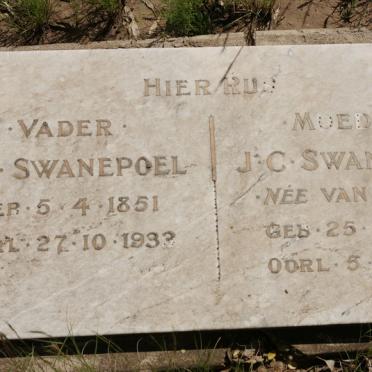 HIER RUS
VADER MOED
SWANEPOEL J·C·SWAN
5·4·1851 NÉE VAN
27·10·1933 GEB·25
OORL·5